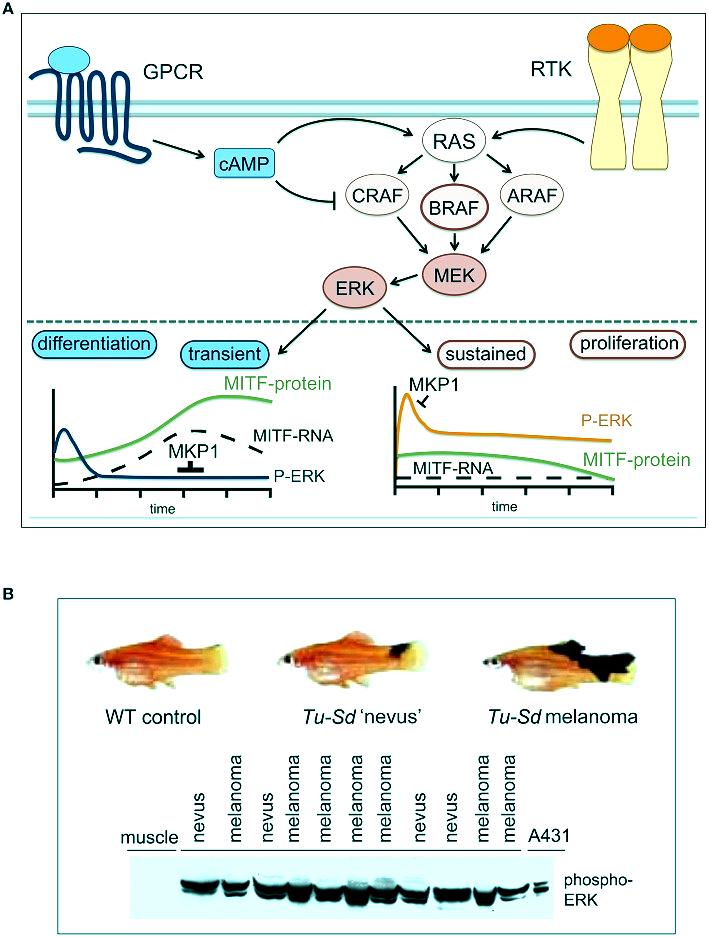 A
GPCR
RTK
cAMP
RAS
CRAF
BRAF
ARAF
MEK
ERK
differentiation
transient
sustained
proliferation
MITF-protein
MITF-RNA
MKP1
P-ERK
time
MKP1
P-ERK
MITF-protein
MITF-RNA
time
B
WT control
Tu-Sd 'nevus'
Tu-Sd melanoma
muscle
nevus
melanoma
nevus
melanoma
melanoma
melanoma
melanoma
nevus
nevus
melanoma
melanoma
A431
phospho-
ERK